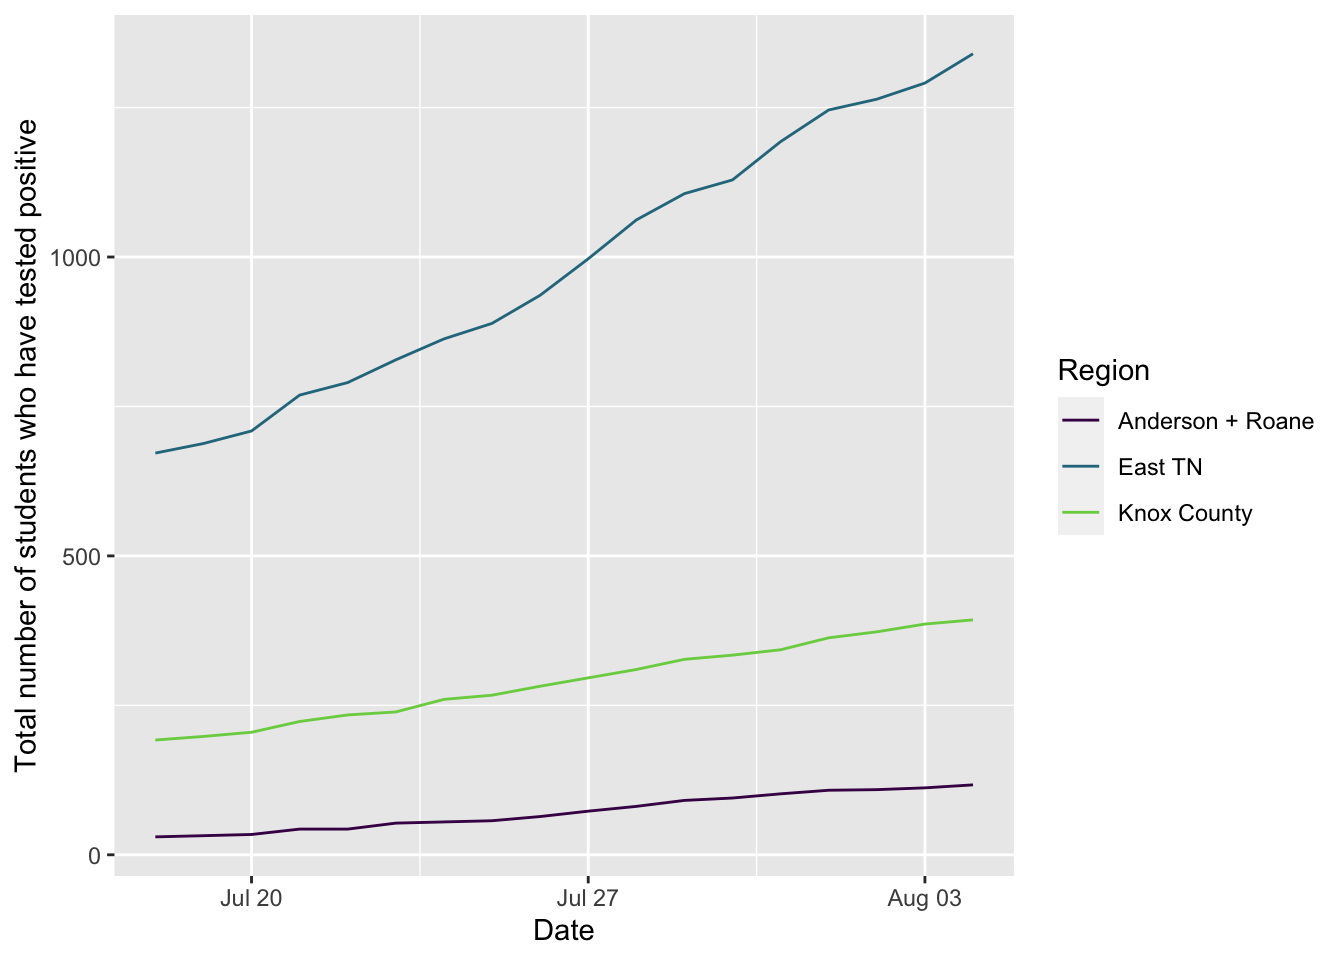 Total number of students who have tested positive
1000
500
0
Jul 20
Jul 27
Aug 03
Date
Region
Anderson + Roane
East TN
Knox County